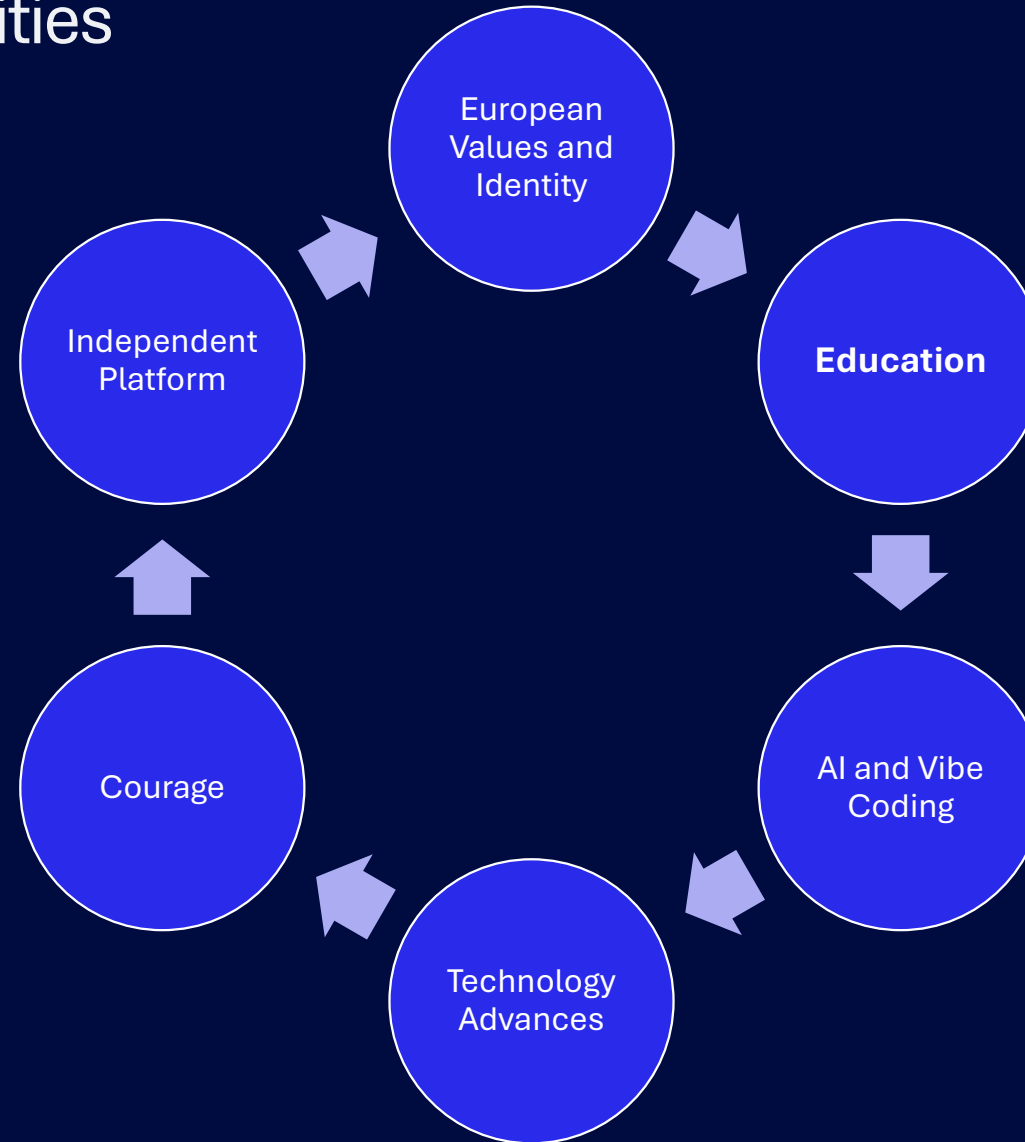 ities
European
Values and
Identity
Education
AI and Vibe
Coding
Technology
Advances
Courage
Independent
Platform